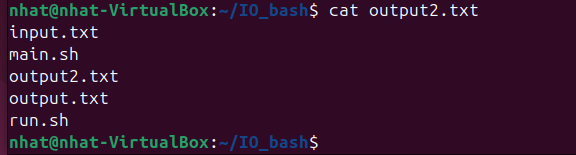 nhat@nhat-VirtualBox:~/IO_bash$ cat output2.txt
input.txt
main.sh
output2.txt
output.txt
run.sh
nhat@nhat-VirtualBox:~/IO_bash$